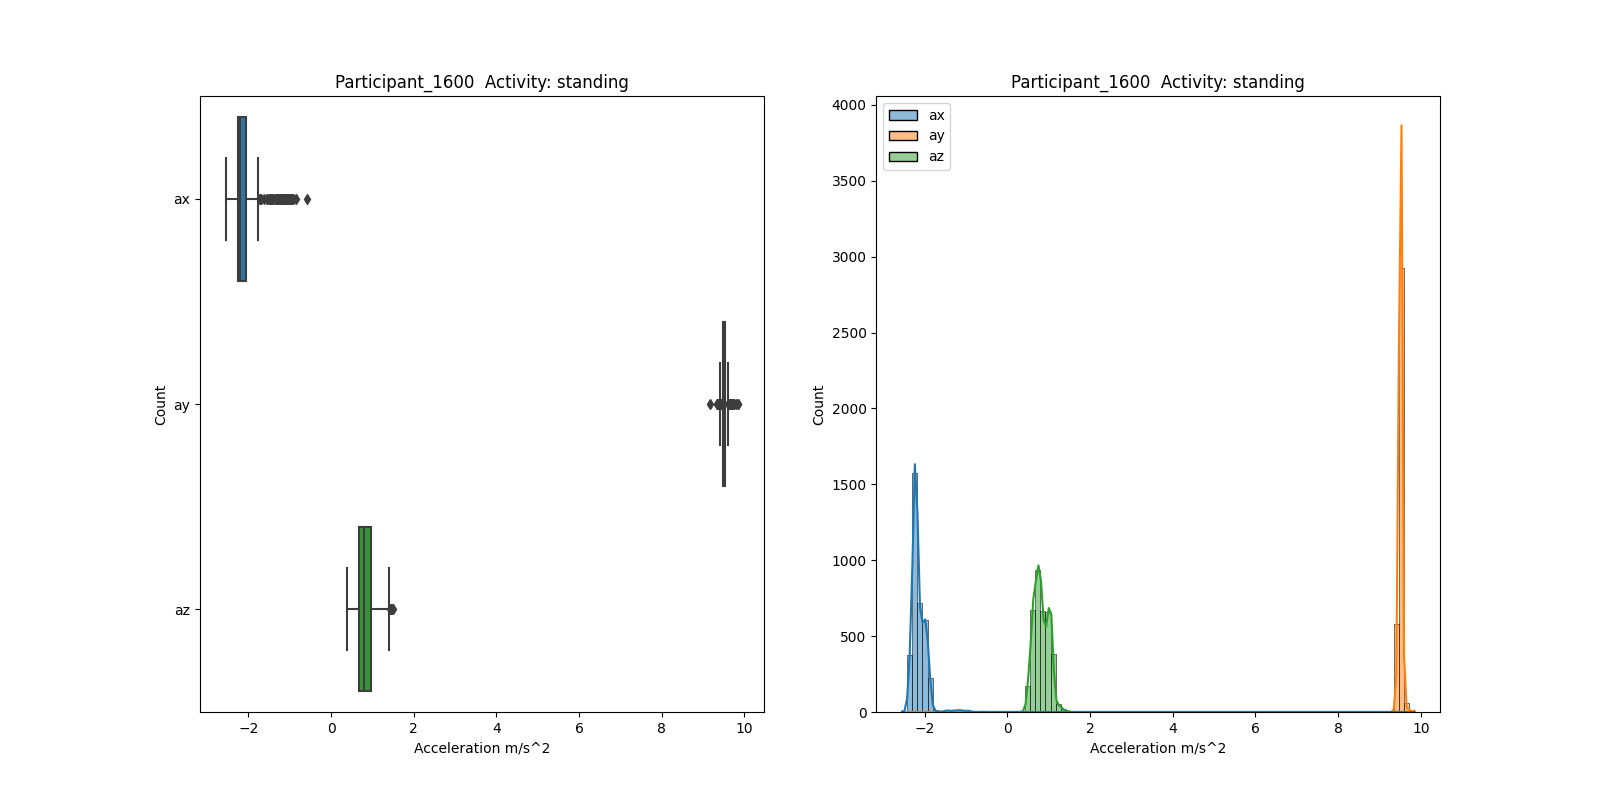 Participant_1600  Activity: standing
ax
ay
az
Count
−2
0
2
4
6
8
10
Acceleration m/s^2
Participant_1600  Activity: standing
ax
ay
az
4000
3500
3000
2500
2000
1500
1000
500
0
Count
−2
0
2
4
6
8
10
Acceleration m/s^2